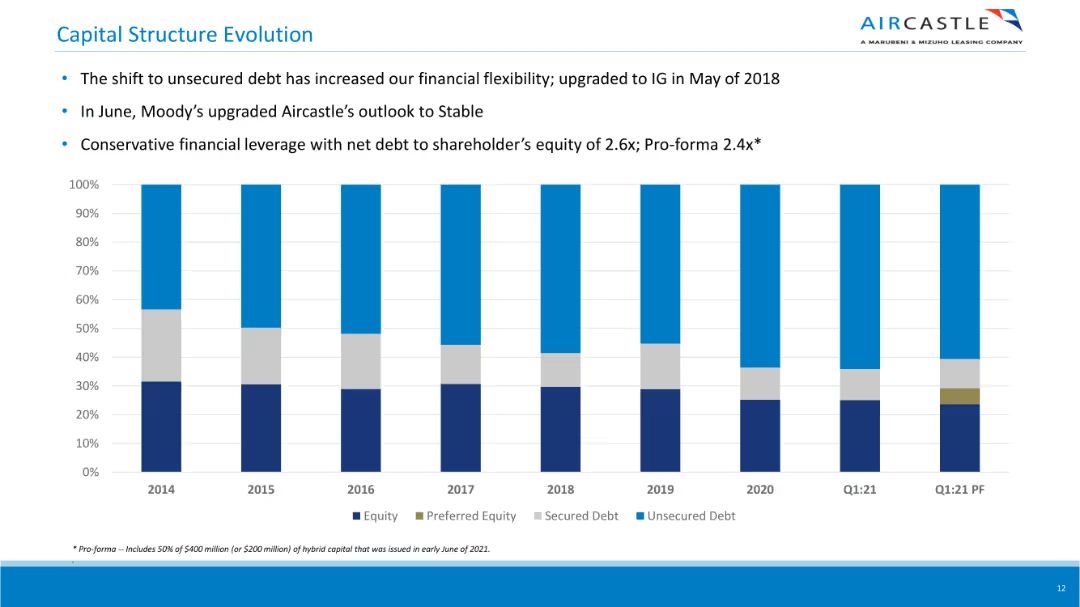 Capital Structure Evolution
AIRCASTLE
A MARUBENI & MIZUHO LEASING COMPANY
• The shift to unsecured debt has increased our financial flexibility; upgraded to IG in May of 2018
• In June, Moody’s upgraded Aircastle’s outlook to Stable
• Conservative financial leverage with net debt to shareholder’s equity of 2.6x; Pro-forma 2.4x*
100%
90%
80%
70%
60%
50%
40%
30%
20%
10%
0%
2014 2015 2016 2017 2018 2019 2020 Q1:21 Q1:21 PF
Equity Preferred Equity Secured Debt Unsecured Debt
* Pro-forma -- Includes 50% of $400 million (or $200 million) of hybrid capital that was issued in early June of 2021.
12